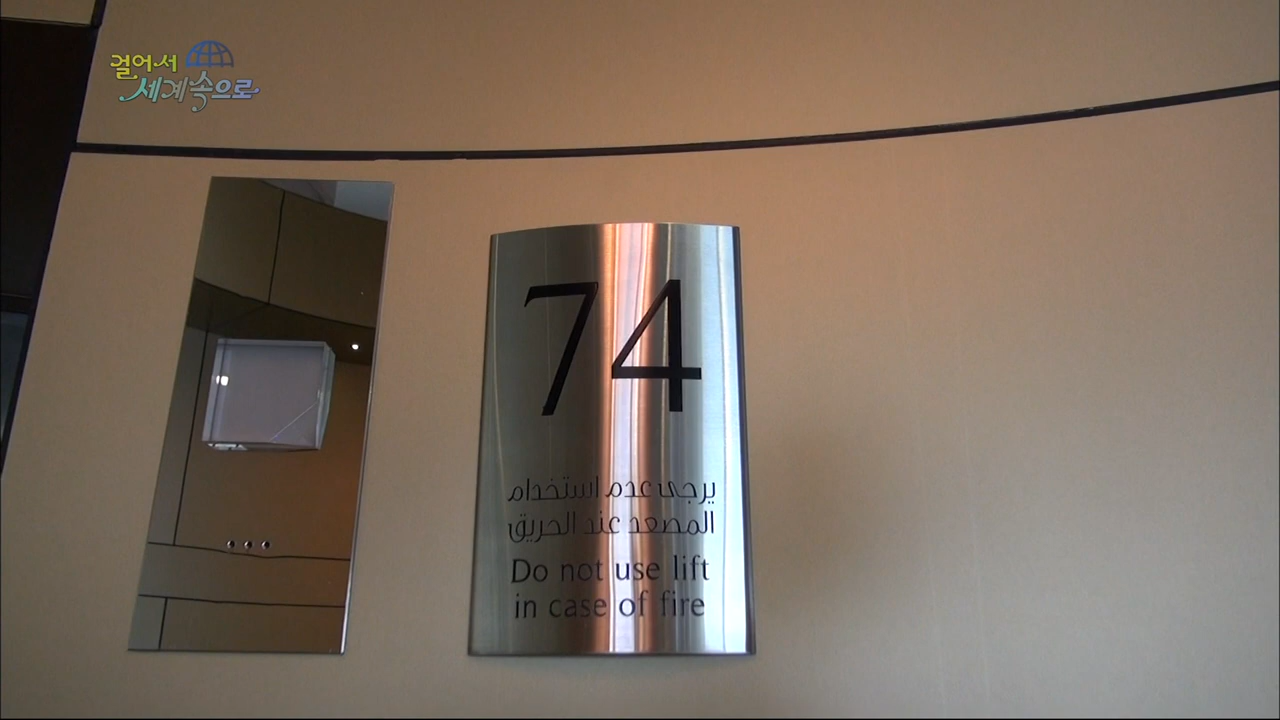 걸어서
세계속으로
74
يرجى عدم استخدام
المصعد عند الحريق
Do not use lift
in case of fire